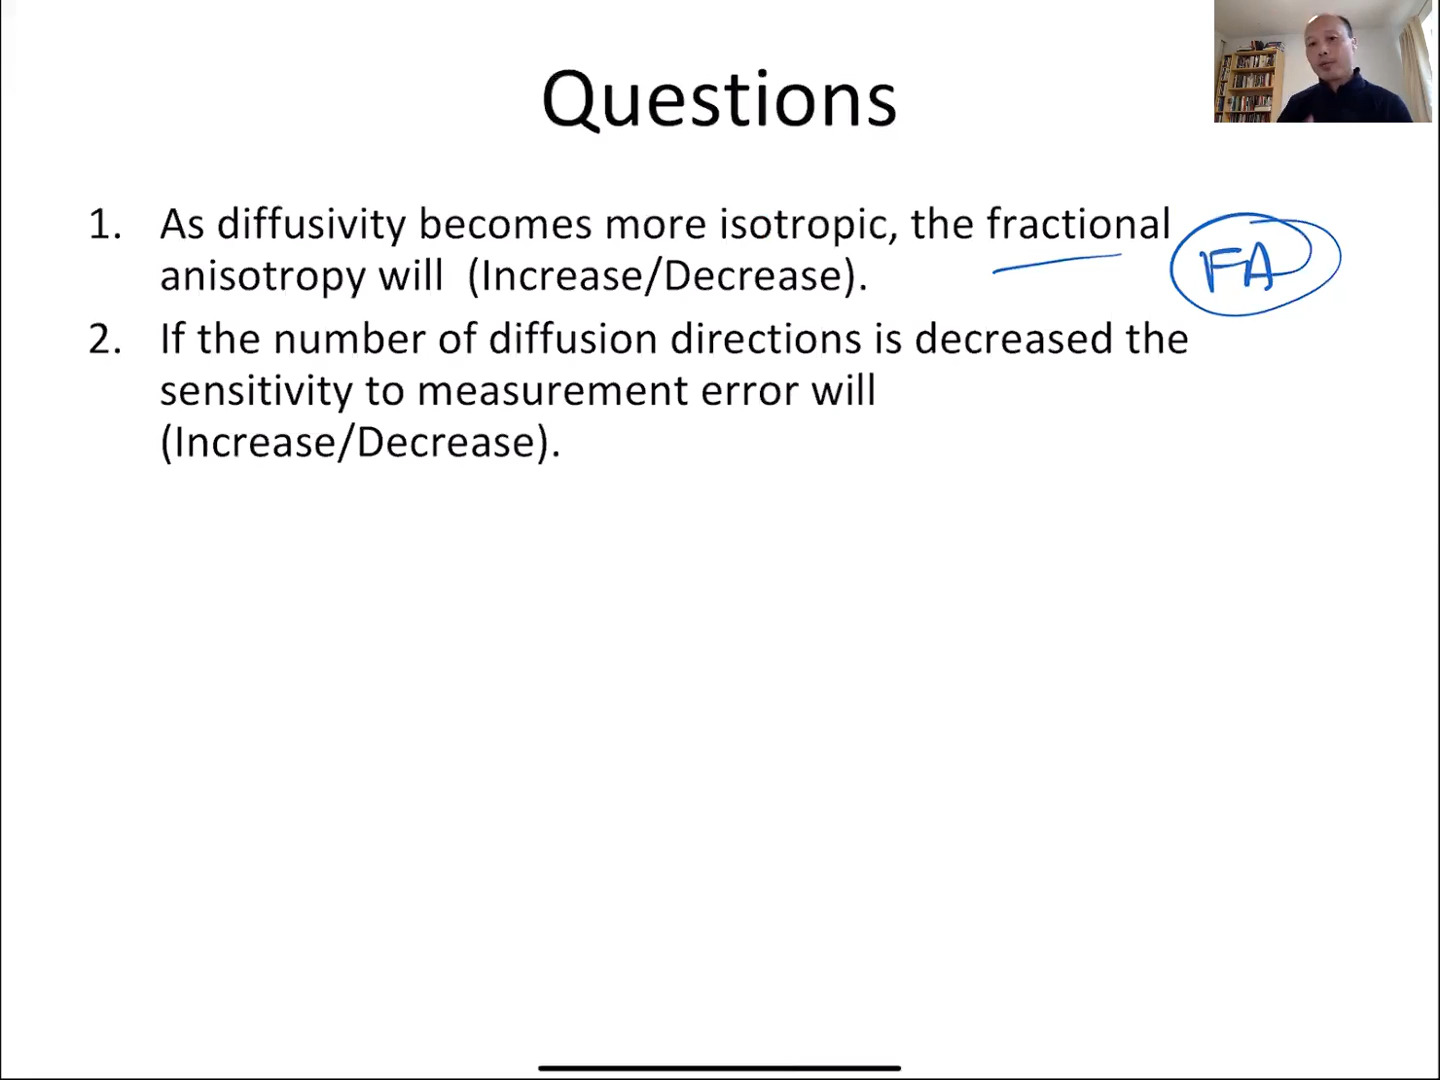 Questions
1. As diffusivity becomes more isotropic, the fractional
anisotropy will (Increase/Decrease).
FA
2. If the number of diffusion directions is decreased the
sensitivity to measurement error will
(Increase/Decrease).